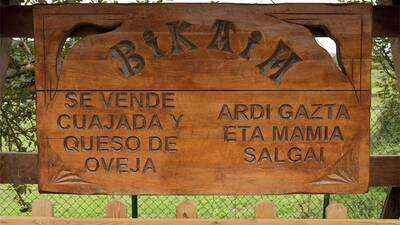 BIKAIN
SE VENDE
CUAJADA Y
QUESO DE
OVEJA
ARDI GAZTA
ETA MAMIA
SALGAI